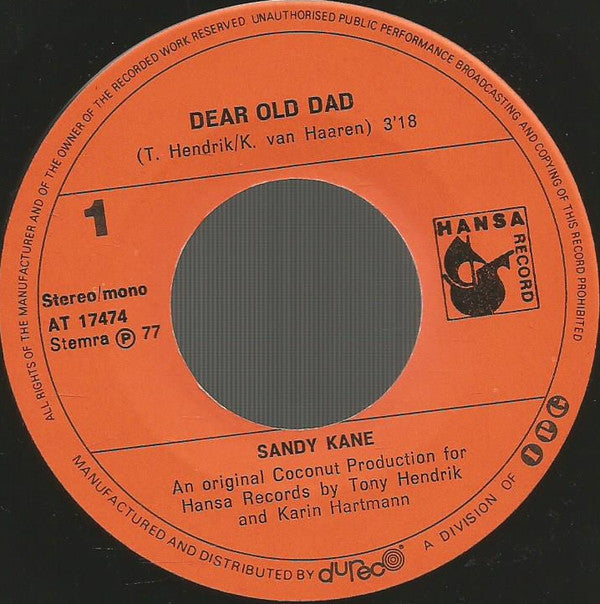 ALL RIGHTS OF THE MANUFACTURER AND OF THE OWNER OF THE RECORDED WORK RESERVED UNAUTHORISED PUBLIC PERFORMANCE BROADCASTING AND COPYING OF THIS RECORD PROHIBITED
DEAR OLD DAD
(T. Hendrik/K. van Haaren) 3'18
1
HANSA
RECORD
Stereo/mono
AT 17474
Stemra Ⓟ 77
SANDY KANE
An original Coconut Production for
Hansa Records by Tony Hendrik
and Karin Hartmann
MANUFACTURED AND DISTRIBUTED BY dureco A DIVISION OF